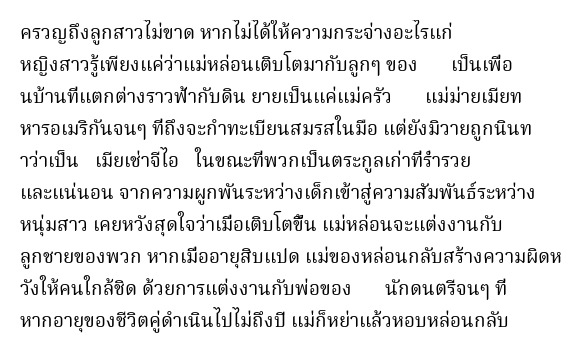 ครวญถึงลูกสาวไม่ขาด หากไม่ได้ให้ความกระจ่างอะไรแก่
หญิงสาวรู้เพียงแค่ว่าแม่หล่อนเติบโตมากับลูกๆ ของ เป็นเพื่อ
นบ้านที่แตกต่างราวฟ้ากับดิน ยายเป็นแค่แม่ครัว แม่ม่ายเมียท
หารอเมริกันจนๆ ที่ถึงจะกำทะเบียนสมรสในมือ แต่ยังมิวายถูกนินท
าว่าเป็น เมียเช่าจีไอ ในขณะที่พวกเป็นตระกูลเก่าที่ร่ำรวย
และแน่นอน จากความผูกพันระหว่างเด็กเข้าสู่ความสัมพันธ์ระหว่าง
หนุ่มสาว เคยหวังสุดใจว่าเมื่อเติบโตขึ้น แม่หล่อนจะแต่งงานกับ
ลูกชายของพวก หากเมื่ออายุสิบแปด แม่ของหล่อนกลับสร้างความผิดห
วังให้คนใกล้ชิด ด้วยการแต่งงานกับพ่อของ นักดนตรีจนๆ ที่
หากอายุของชีวิตคู่ดำเนินไปไม่ถึงปี แม่ก็หย่าแล้วหอบหล่อนกลับ